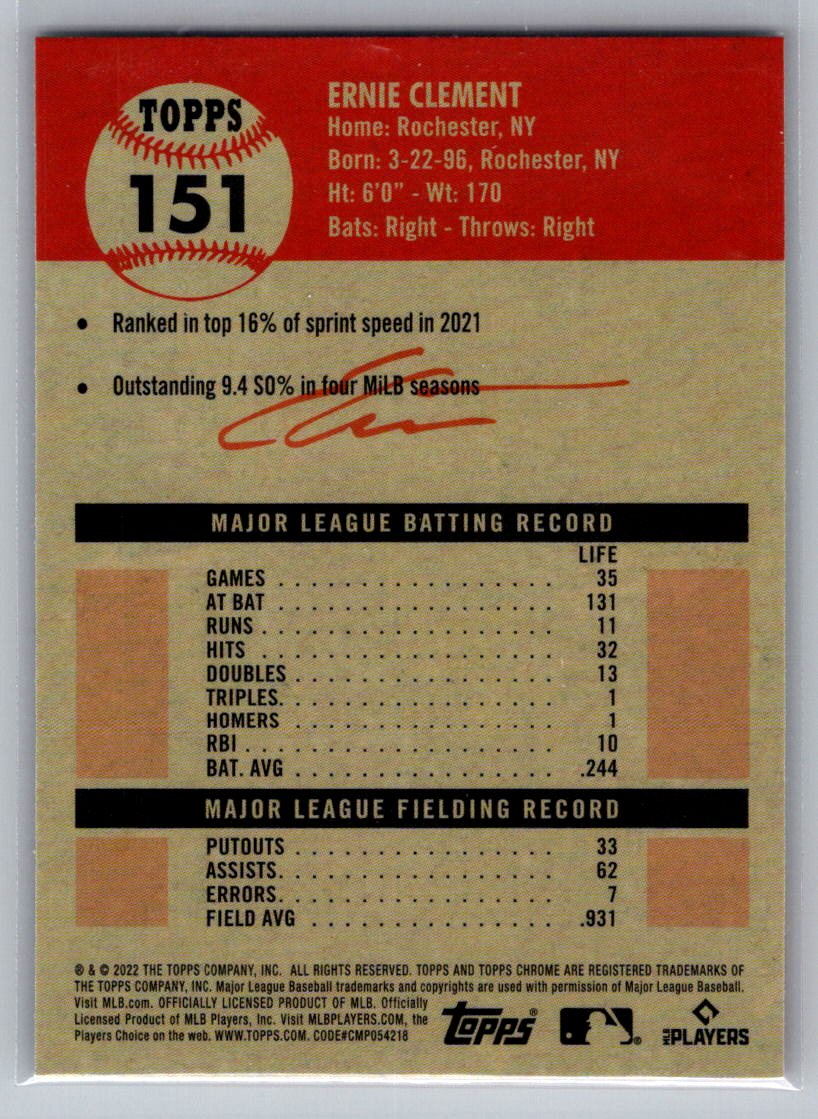 TOPPS
151
ERNIE CLEMENT
Home: Rochester, NY
Born: 3-22-96, Rochester, NY
Ht: 6'0" - Wt: 170
Bats: Right - Throws: Right
• Ranked in top 16% of sprint speed in 2021
• Outstanding 9.4 SO% in four MiLB seasons
MAJOR LEAGUE BATTING RECORD
LIFE
GAMES . . . . . . . . . . . . . . . . . . 35
AT BAT . . . . . . . . . . . . . . . . . . 131
RUNS . . . . . . . . . . . . . . . . . . . 11
HITS . . . . . . . . . . . . . . . . . . . 32
DOUBLES . . . . . . . . . . . . . . . . . 13
TRIPLES. . . . . . . . . . . . . . . . . . 1
HOMERS . . . . . . . . . . . . . . . . . 1
RBI . . . . . . . . . . . . . . . . . . . . 10
BAT. AVG . . . . . . . . . . . . . . . . . .244
MAJOR LEAGUE FIELDING RECORD
PUTOUTS . . . . . . . . . . . . . . . . . 33
ASSISTS. . . . . . . . . . . . . . . . . . 62
ERRORS. . . . . . . . . . . . . . . . . . 7
FIELD AVG . . . . . . . . . . . . . . . . .931
® & © 2022 THE TOPPS COMPANY, INC. ALL RIGHTS RESERVED. TOPPS AND TOPPS CHROME ARE REGISTERED TRADEMARKS OF
THE TOPPS COMPANY, INC. Major League Baseball trademarks and copyrights are used with permission of Major League Baseball.
Visit MLB.com. OFFICIALLY LICENSED PRODUCT OF MLB. Officially
Licensed Product of MLB Players, Inc. Visit MLBPLAYERS.COM, the
Players Choice on the web. WWW.TOPPS.COM. CODE#CMP054218
Topps®
®
MLB PLAYERS